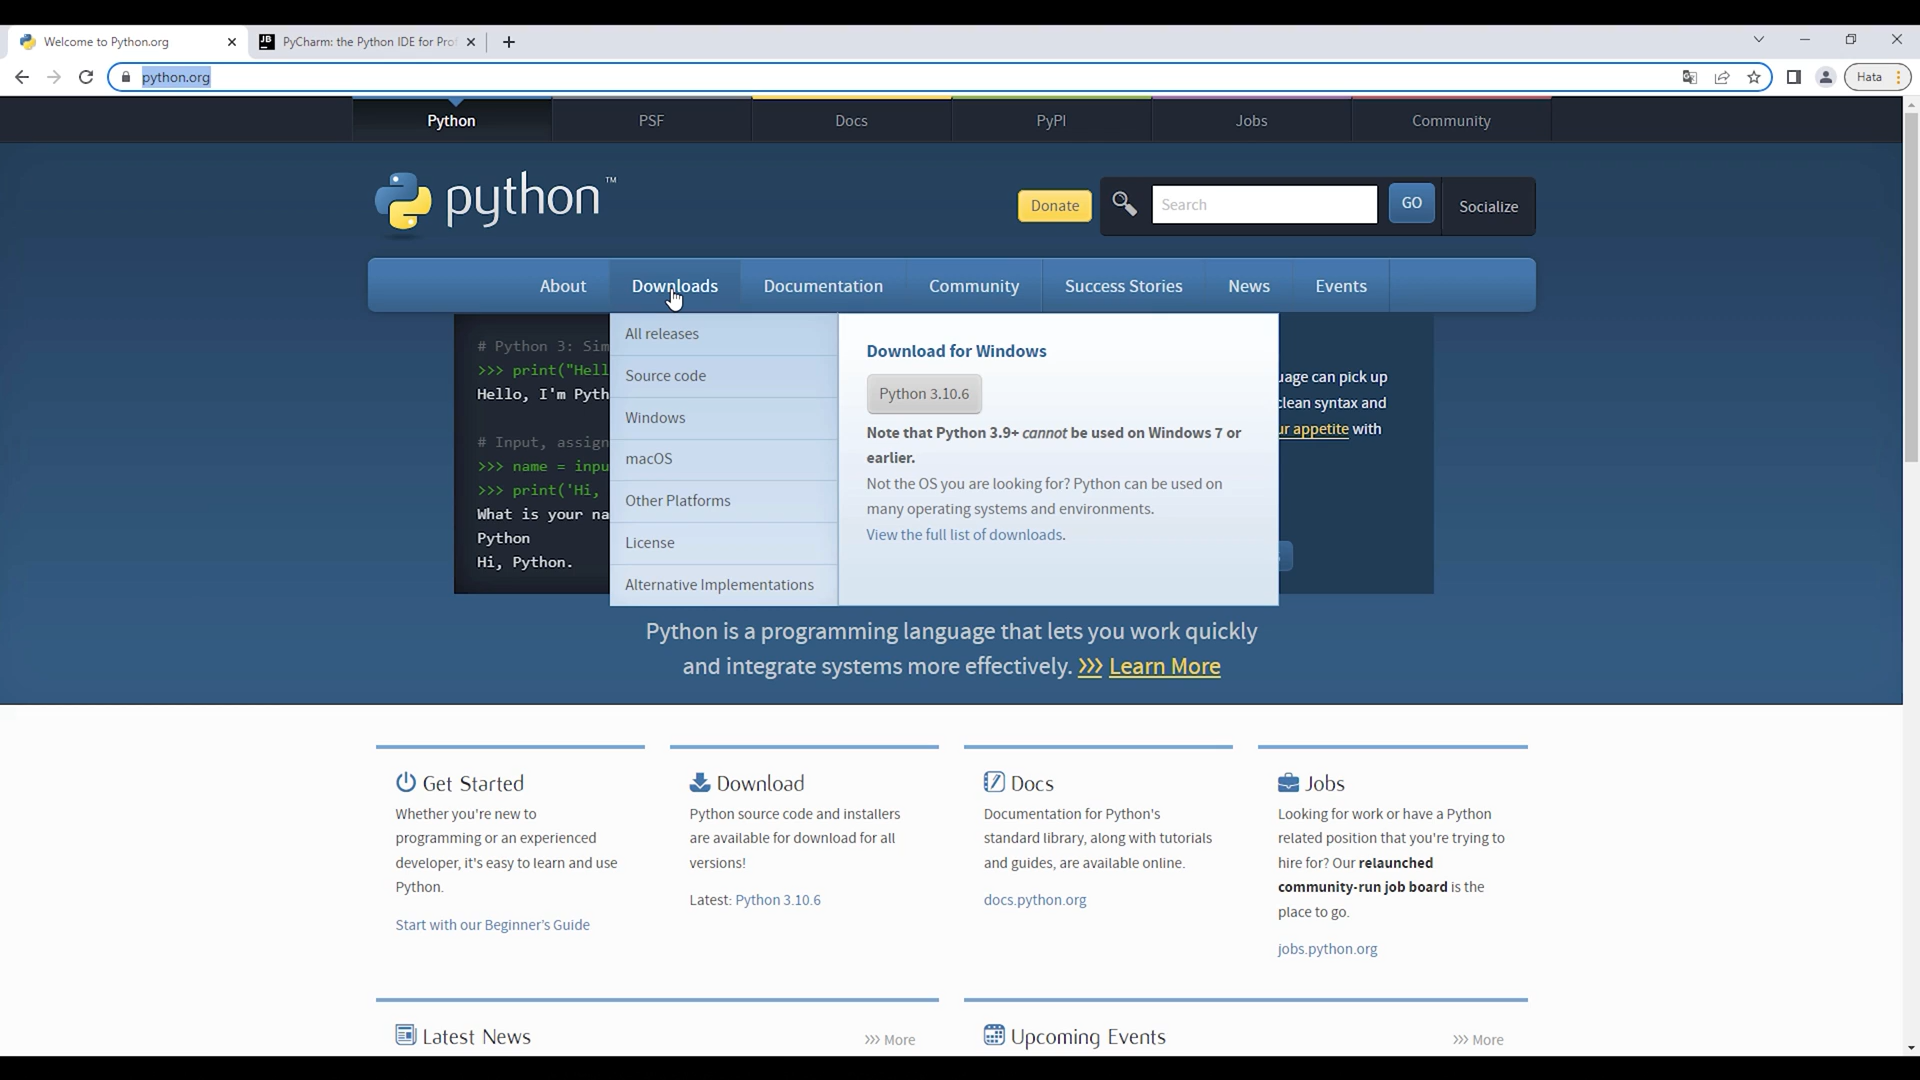 Welcome to Python.org
PyCharm: the Python IDE for Prof
python.org
Hata
Python
PSF
Docs
PyPI
Jobs
Community
python™
Donate
Search
GO
Socialize
About
Downloads
Documentation
Community
Success Stories
News
Events
# Python 3: Sim
>>> print("Hell
Hello, I'm Pyth
# Input, assign
>>> name = inpu
>>> print('Hi,
What is your na
Python
Hi, Python.
All releases
Source code
Windows
macOS
Other Platforms
License
Alternative Implementations
Download for Windows
Python 3.10.6
Note that Python 3.9+ cannot be used on Windows 7 or
earlier.
Not the OS you are looking for? Python can be used on
many operating systems and environments.
View the full list of downloads.
uage can pick up
clean syntax and
ur appetite with
Python is a programming language that lets you work quickly
and integrate systems more effectively. >>> Learn More
Get Started
Whether you're new to
programming or an experienced
developer, it's easy to learn and use
Python.
Start with our Beginner's Guide
Download
Python source code and installers
are available for download for all
versions!
Latest: Python 3.10.6
Docs
Documentation for Python's
standard library, along with tutorials
and guides, are available online.
docs.python.org
Jobs
Looking for work or have a Python
related position that you're trying to
hire for? Our relaunched
community-run job board is the
place to go.
jobs.python.org
Latest News
>>> More
Upcoming Events
>>> More